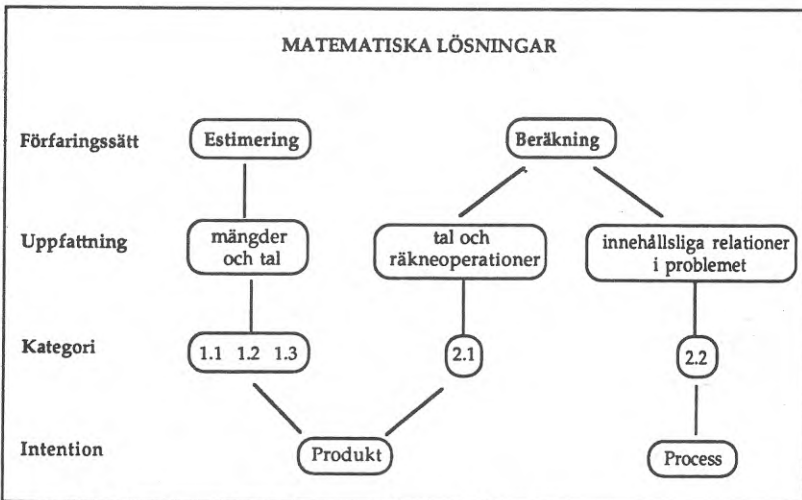 MATEMATISKA LÖSNINGAR
Förfaringssätt Estimering Beräkning
Uppfattning mängder och tal tal och räkneoperationer innehållsliga relationer i problemet
Kategori 1.1 1.2 1.3 2.1 2.2
Intention Produkt Process